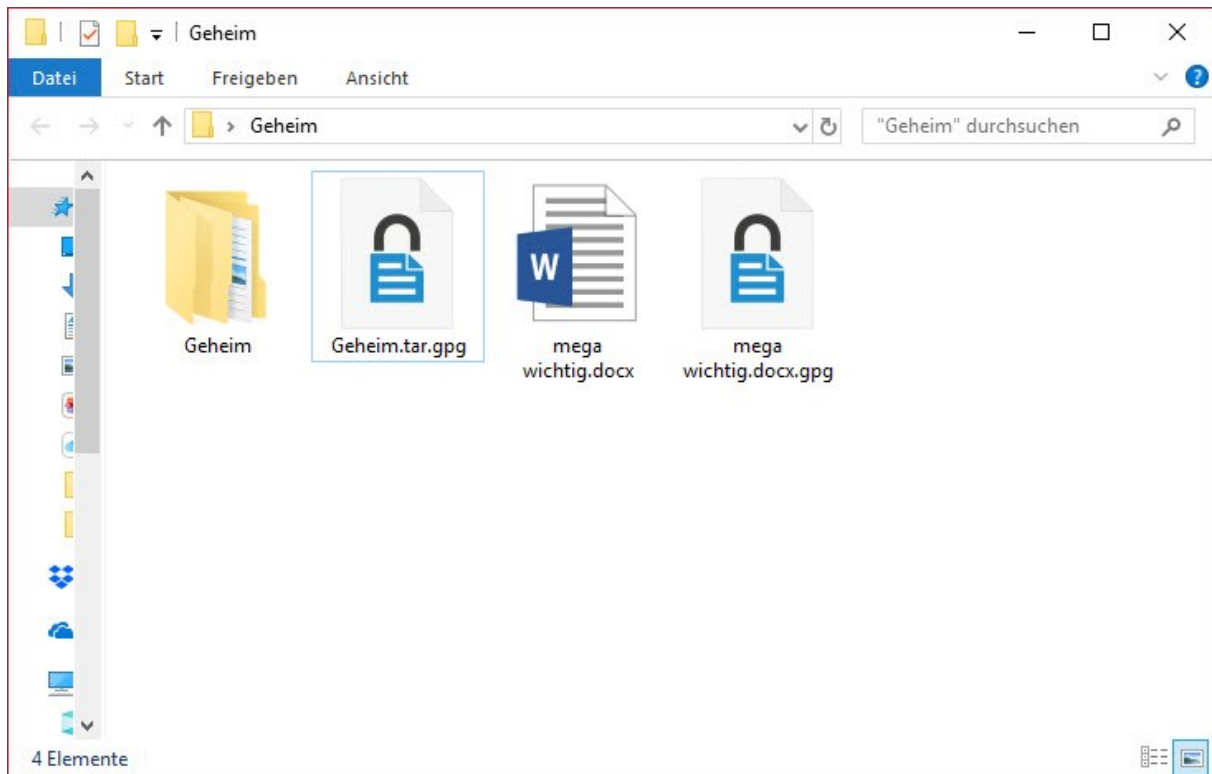 Geheim
Datei Start Freigeben Ansicht
Geheim "Geheim" durchsuchen
W
Geheim Geheim.tar.gpg mega mega
wichtig.docx wichtig.docx.gpg
4 Elemente